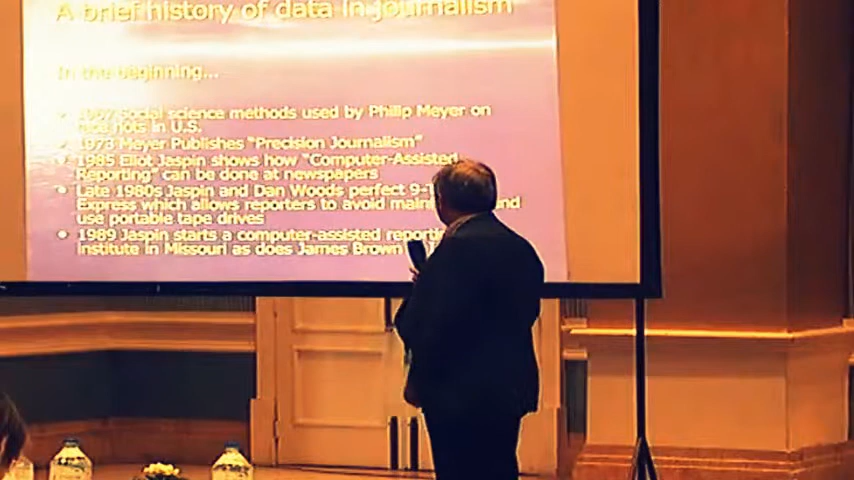 A brief history of data in journalism
In the beginning...
1967 Social science methods used by Philip Meyer on
race riots in U.S.
1973 Meyer Publishes “Precision Journalism”
1985 Eliot Jaspin shows how “Computer-Assisted
Reporting” can be done at newspapers
Late 1980s Jaspin and Dan Woods perfect 9-
Express which allows reporters to avoid and
use portable tape drives
1989 Jaspin starts a computer-assisted
institute in Missouri as does James Brown